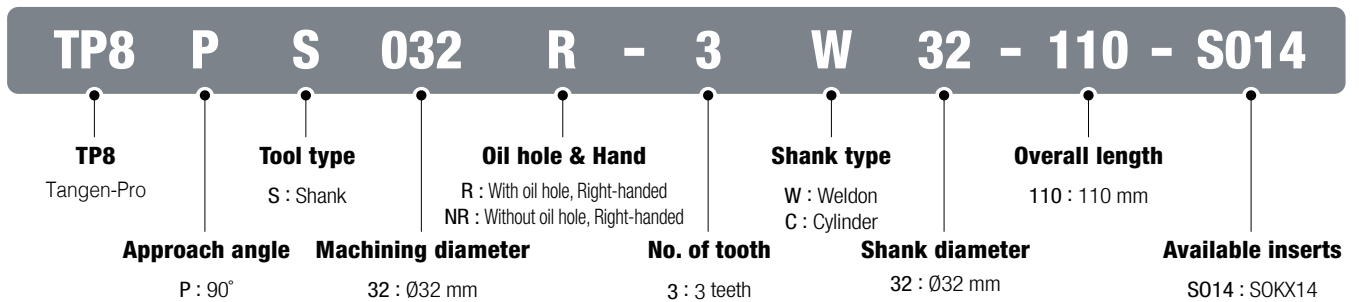 TP8 P S 032 R - 3 W 32 - 110 - S014
TP8
Tangen-Pro
Tool type
S : Shank
Oil hole & Hand
R : With oil hole, Right-handed
NR : Without oil hole, Right-handed
Shank type
W : Weldon
C : Cylinder
Overall length
110 : 110 mm
Approach angle
P : 90˚
Machining diameter
32 : Ø32 mm
No. of tooth
3 : 3 teeth
Shank diameter
32 : Ø32 mm
Available inserts
S014 : S0KX14